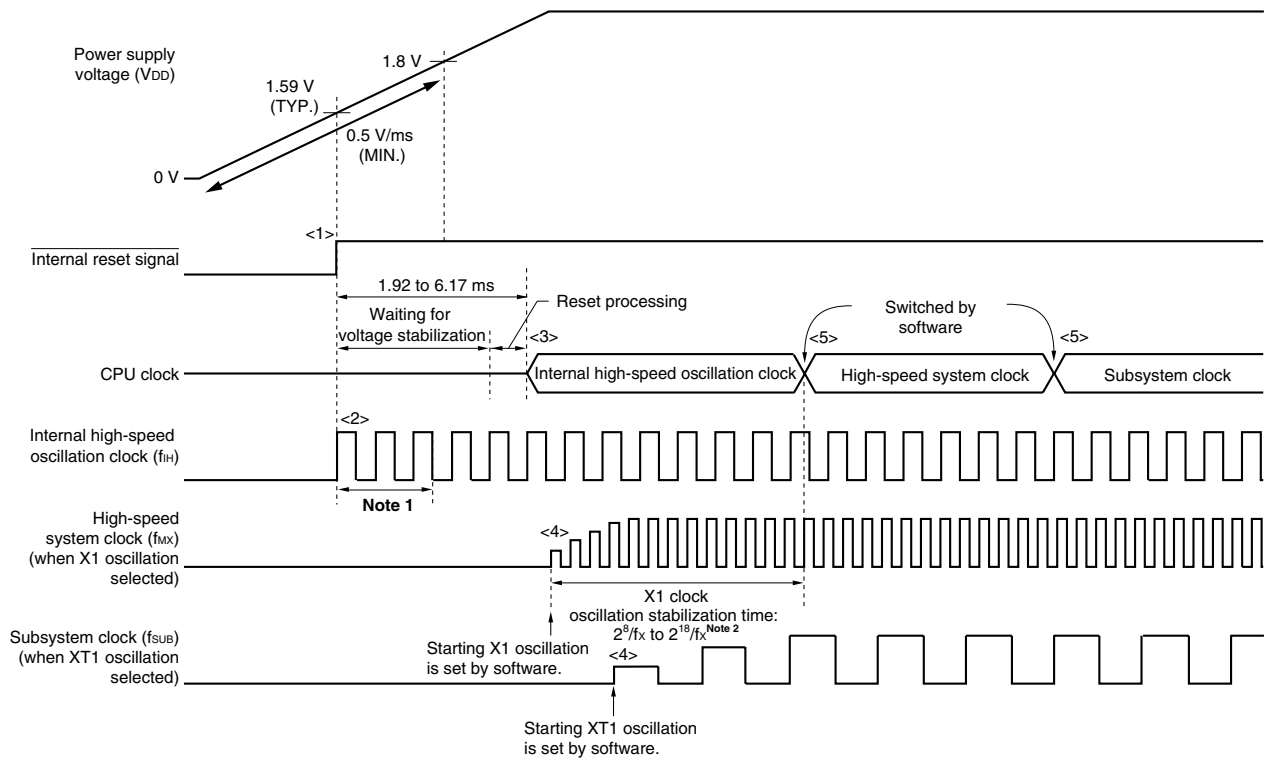 Power supply
voltage (VDD)
1.8 V
1.59 V
(TYP.)
0.5 V/ms
(MIN.)
0 V
<1>
Internal reset signal
1.92 to 6.17 ms
Waiting for
voltage stabilization
Reset processing
<3>
Switched by
software
<5>
<5>
CPU clock
Internal high-speed oscillation clock
High-speed system clock
Subsystem clock
<2>
Internal high-speed
oscillation clock (fIH)
Note 1
High-speed
system clock (fMX)
(when X1 oscillation
selected)
<4>
X1 clock
oscillation stabilization time:
2^8/fX to 2^18/fX Note 2
Starting X1 oscillation
is set by software.
Subsystem clock (fSUB)
(when XT1 oscillation
selected)
<4>
Starting XT1 oscillation
is set by software.